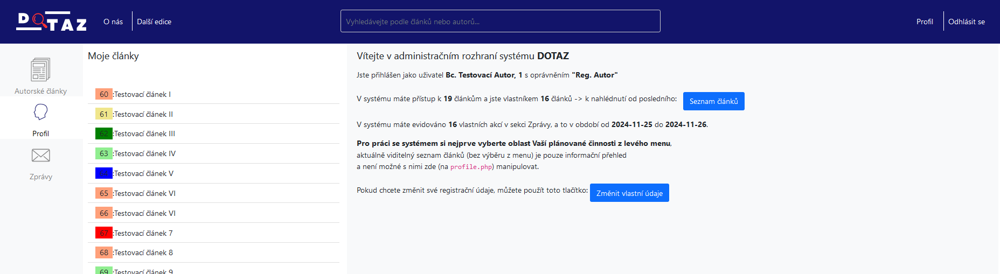 DOTAZ
O nás
Další edice
Vyhledávejte podle článků nebo autorů...
Profil
Odhlásit se
Autorské články
Profil
Zprávy
Moje články
60 :Testovací článek I
61 :Testovací článek II
62 :Testovací článek III
63 :Testovací článek IV
64 :Testovací článek V
65 :Testovací článek VI
66 :Testovací článek VI
67 :Testovací článek 7
68 :Testovací článek 8
69 :Testovací článek 9
Vítejte v administračním rozhraní systému DOTAZ
Jste přihlášen jako uživatel Bc. Testovací Autor, 1 s oprávněním "Reg. Autor"
V systému máte přístup k 19 článkům a jste vlastníkem 16 článků -> k nahlédnutí od posledního: Seznam článků
V systému máte evidováno 16 vlastních akcí v sekci Zprávy, a to v období od 2024-11-25 do 2024-11-26.
Pro práci se systémem si nejprve vyberte oblast Vaší plánované činnosti z levého menu,
aktuálně viditelný seznam článků (bez výběru z menu) je pouze informační přehled
a není možné s nimi zde (na profile.php) manipulovat.
Pokud chcete změnit své registrační údaje, můžete použít toto tlačítko: Změnit vlastní údaje